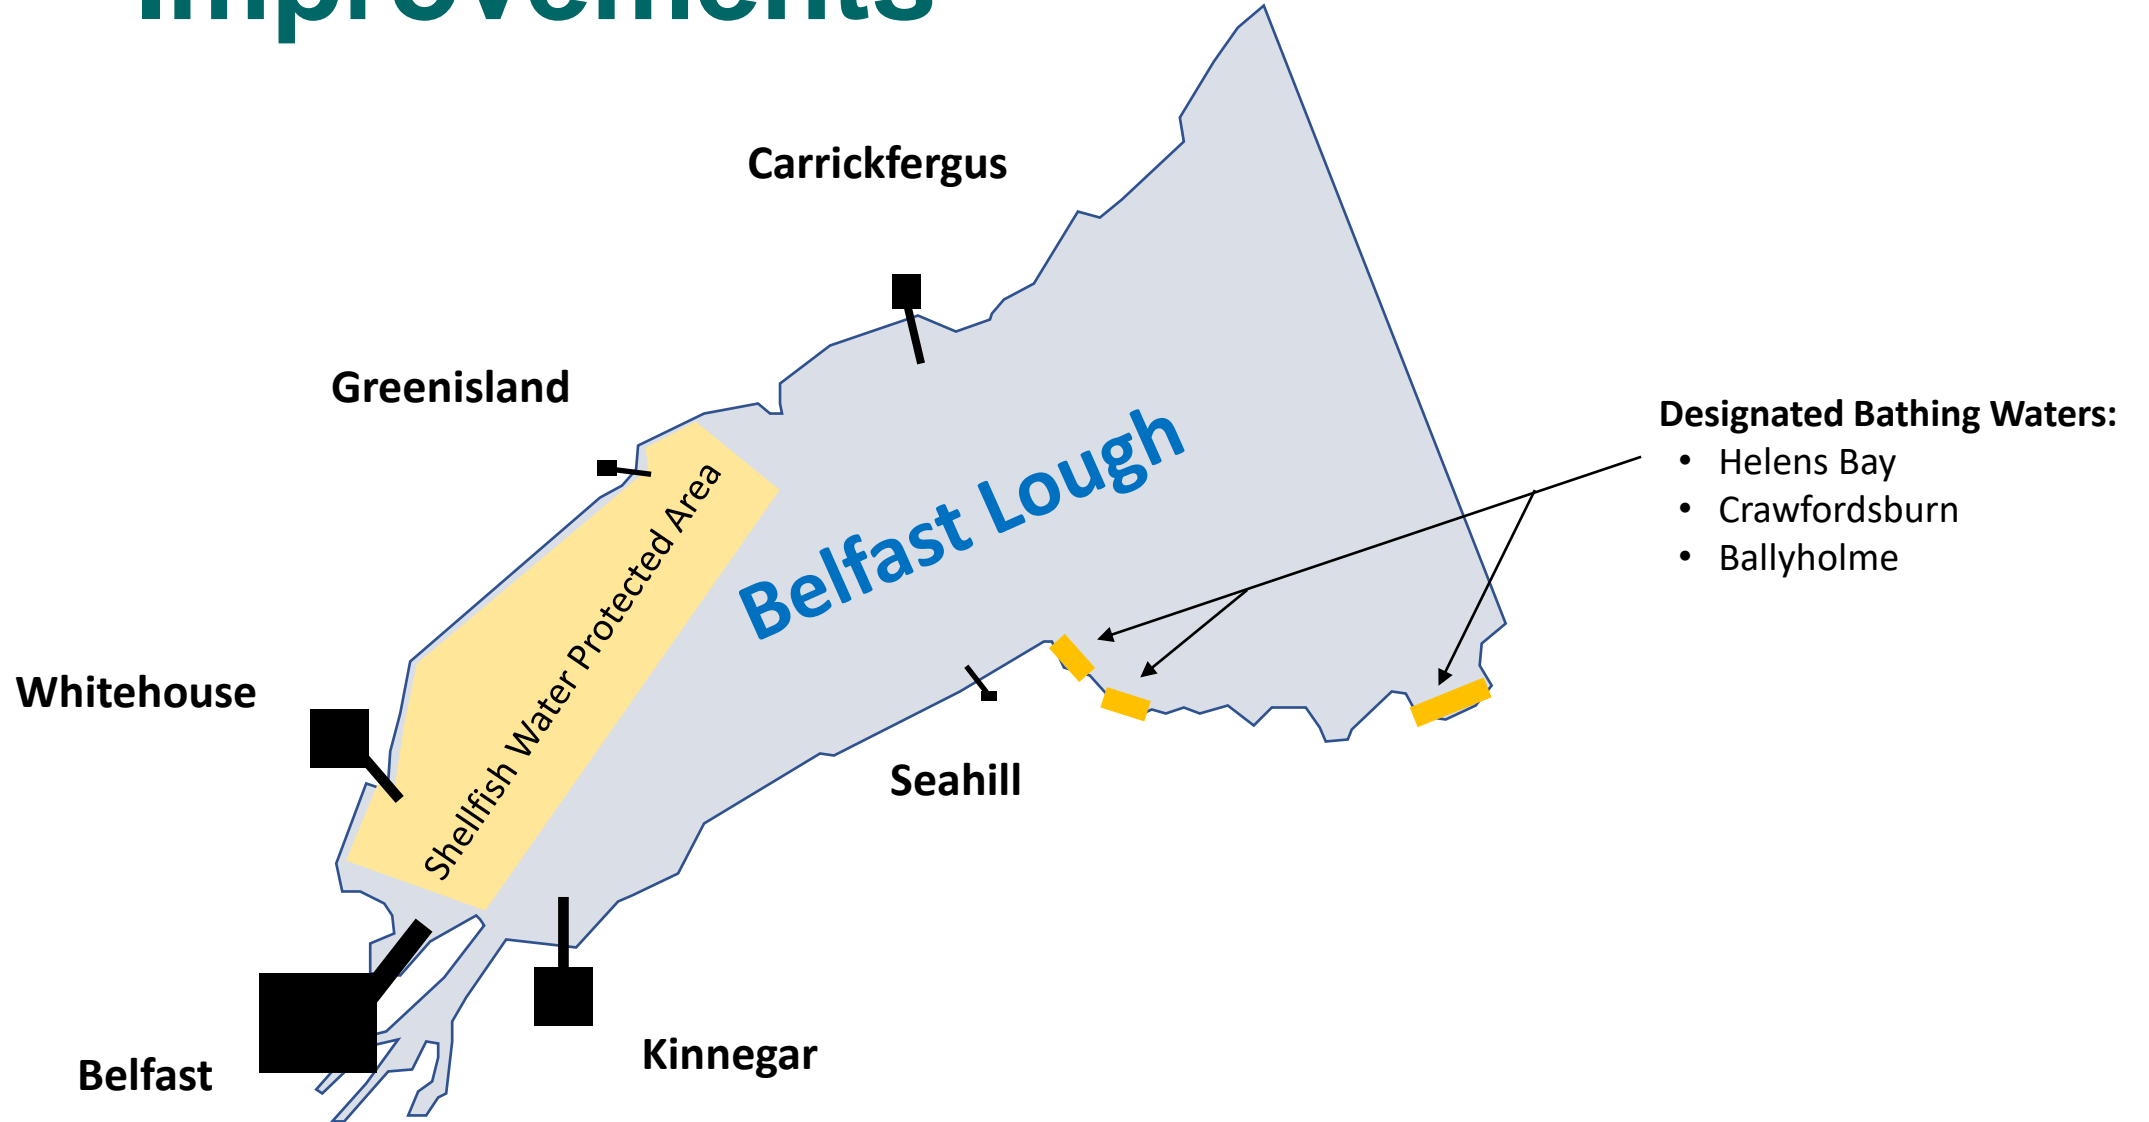 Improvements
Carrickfergus
Greenisland
Designated Bathing Waters:
• Helens Bay
• Crawfordsburn
• Ballyholme
Belfast Lough
Shellfish Water Protected Area
Whitehouse
Seahill
Kinnegar
Belfast